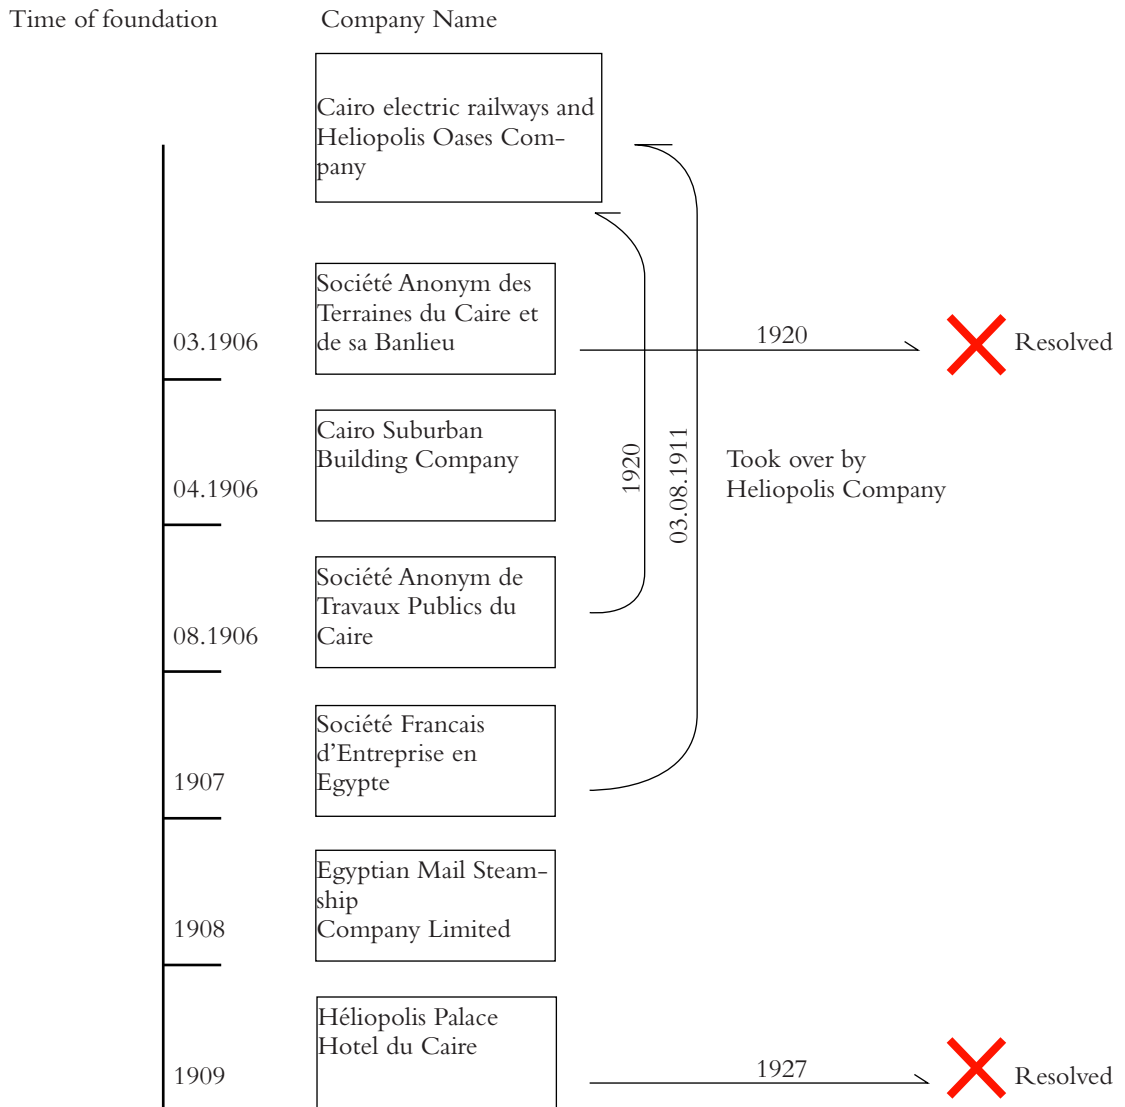 Time of foundation
Company Name
Cairo electric railways and
Heliopolis Oases Com-
pany
03.1906
Société Anonym des
Terraines du Caire et
de sa Banlieu
1920
Resolved
04.1906
Cairo Suburban
Building Company
1920
03.08.1911
Took over by
Heliopolis Company
08.1906
Société Anonym de
Travaux Publics du
Caire
1907
Société Francais
d’Entreprise en
Egypte
1908
Egyptian Mail Steam-
ship
Company Limited
1909
Héliopolis Palace
Hotel du Caire
1927
Resolved